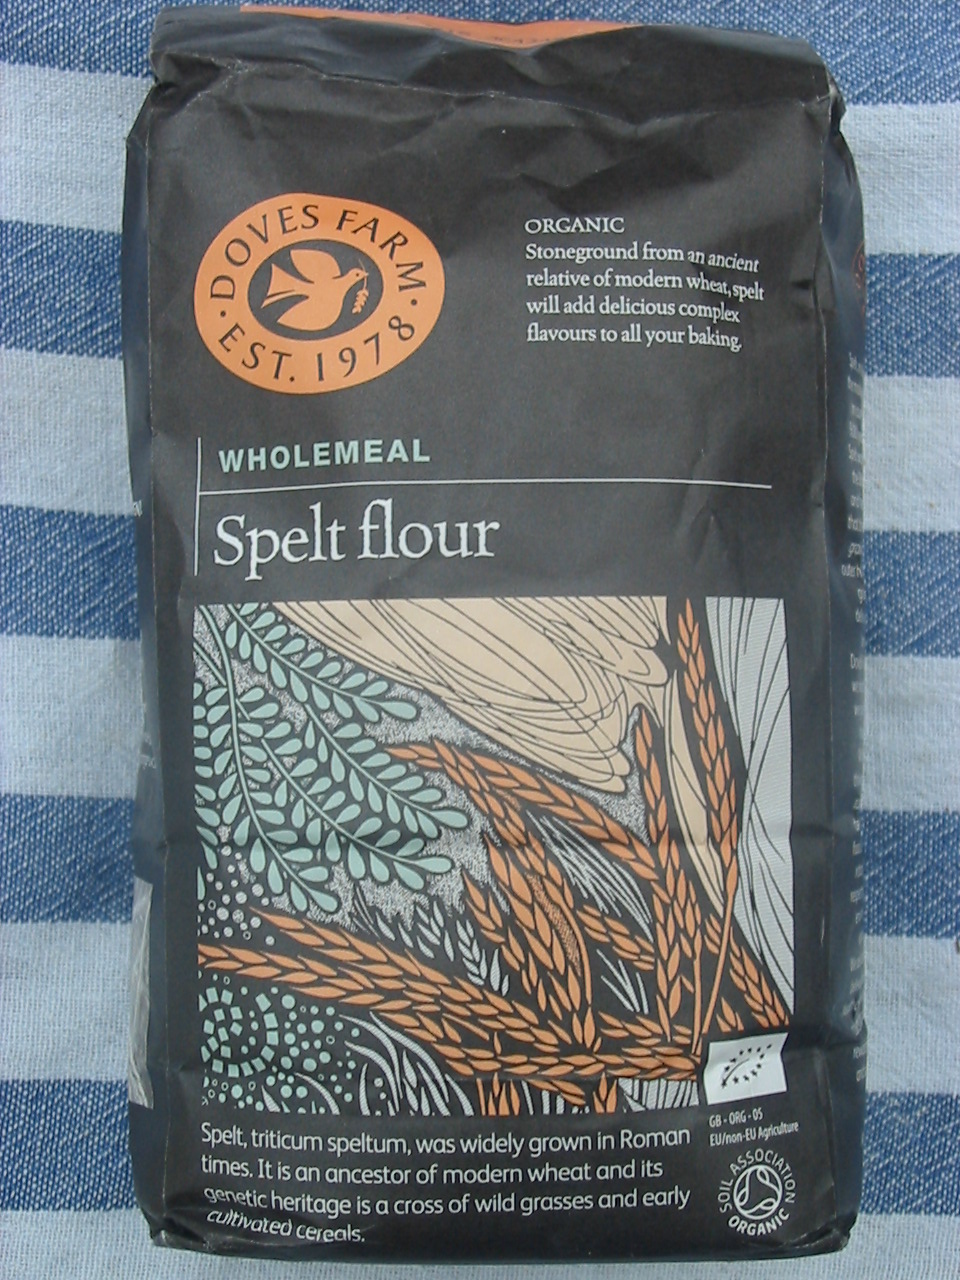 DOVES FARM
· EST. 1978 ·
ORGANIC
Stoneground from an ancient
relative of modern wheat, spelt
will add delicious complex
flavours to all your baking.
WHOLEMEAL
Spelt flour
GB - ORG - 05
EU/non-EU Agriculture
Spelt, triticum speltum, was widely grown in Roman
times. It is an ancestor of modern wheat and its
genetic heritage is a cross of wild grasses and early
cultivated cereals.
SOIL ASSOCIATION
ORGANIC